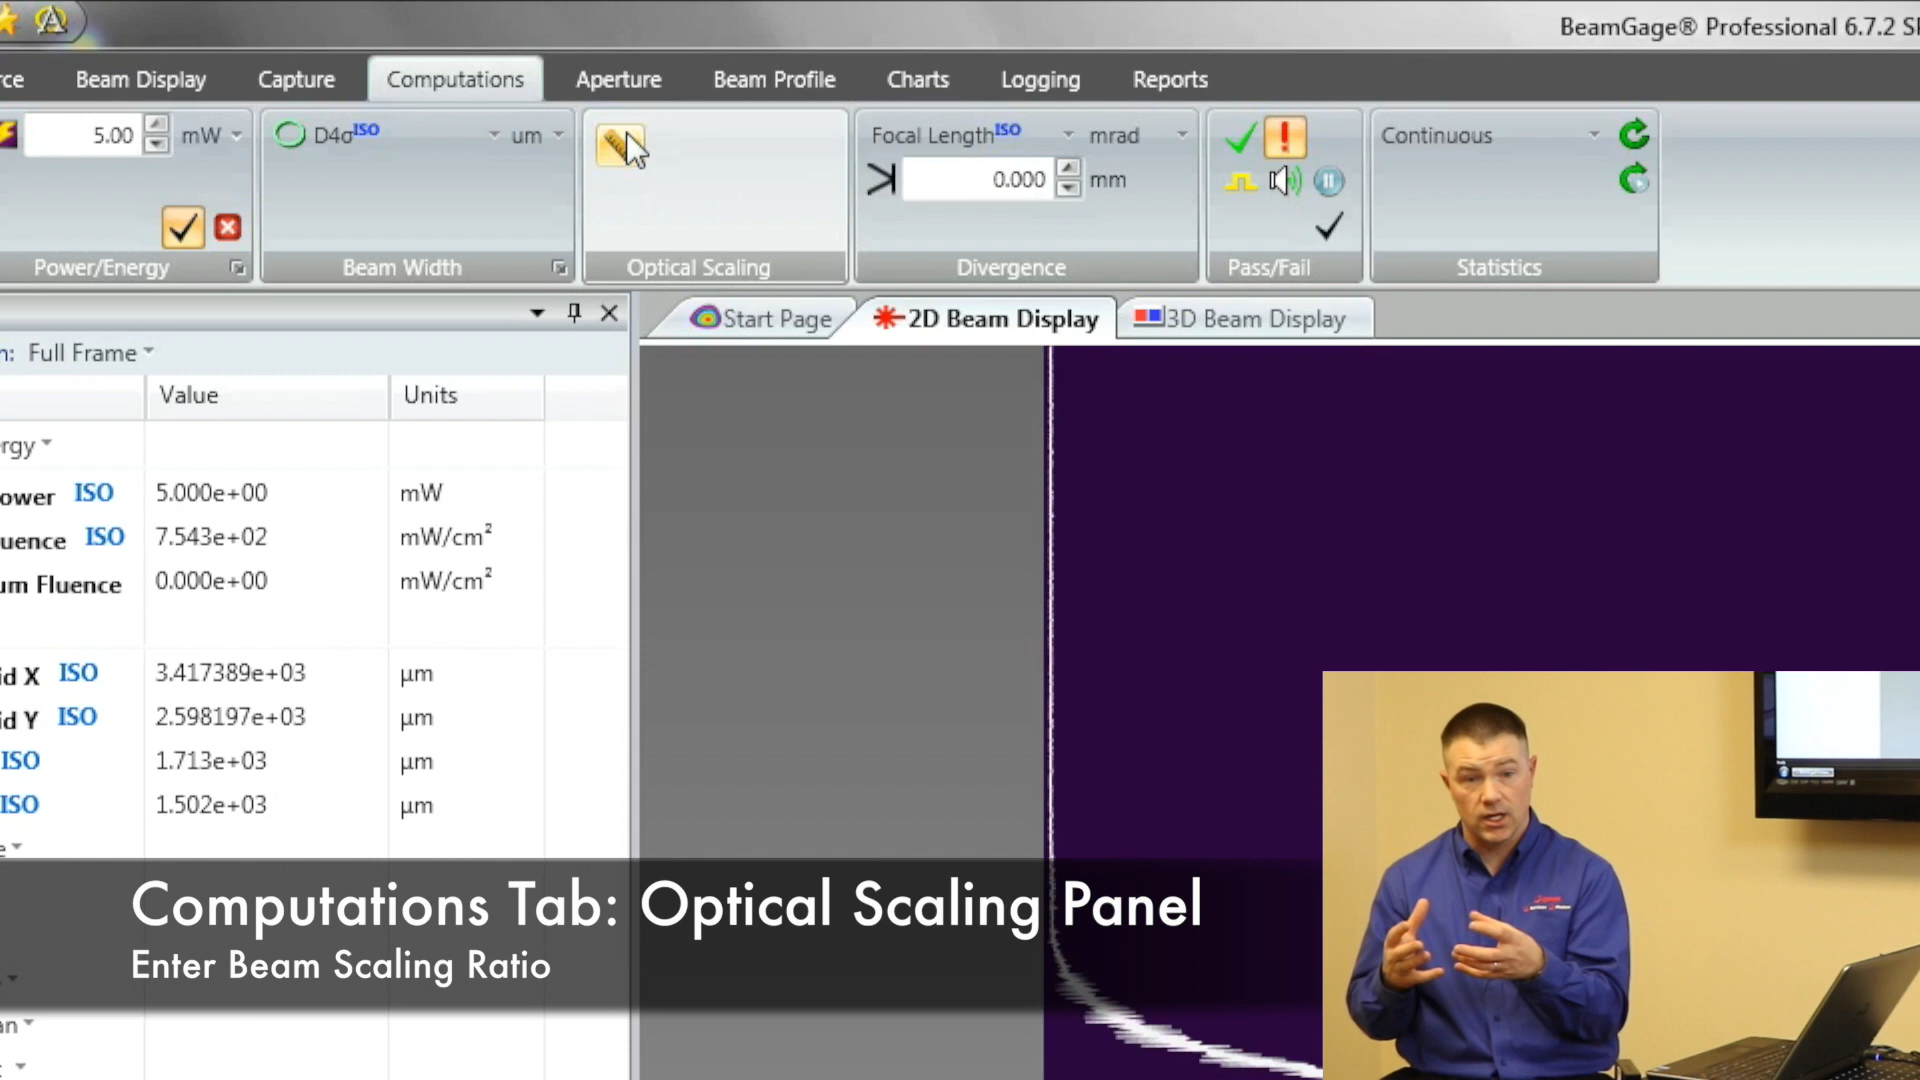 BeamGage® Professional 6.7.2 S
ce Beam Display Capture Computations Aperture Beam Profile Charts Logging Reports
5.00 mW D4σISO um Focal LengthISO mrad Continuous
0.000 mm
Power/Energy Beam Width Optical Scaling Divergence Pass/Fail Statistics
Start Page 2D Beam Display 3D Beam Display
n: Full Frame
Value Units
rgy
ower ISO 5.000e+00 mW
uence ISO 7.543e+02 mW/cm²
um Fluence 0.000e+00 mW/cm²
id X ISO 3.417389e+03 µm
id Y ISO 2.598197e+03 µm
ISO 1.713e+03 µm
ISO 1.502e+03 µm
e
Computations Tab: Optical Scaling Panel
Enter Beam Scaling Ratio
an